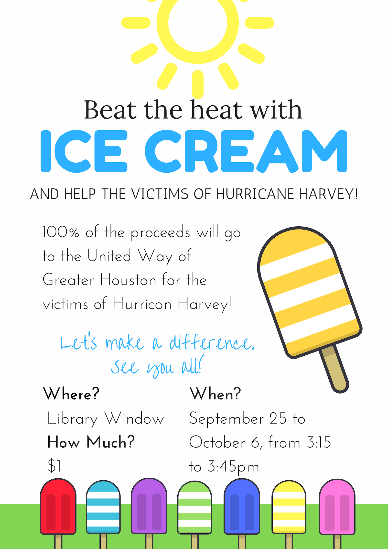 Beat the heat with
ICE CREAM
AND HELP THE VICTIMS OF HURRICANE HARVEY!
100% of the proceeds will go
to the United Way of
Greater Houston for the
victims of Hurrican Harvey!
Let's make a difference.
See you all!
Where?
Library Window
How Much?
$1
When?
September 25 to
October 6, from 3:15
to 3:45pm